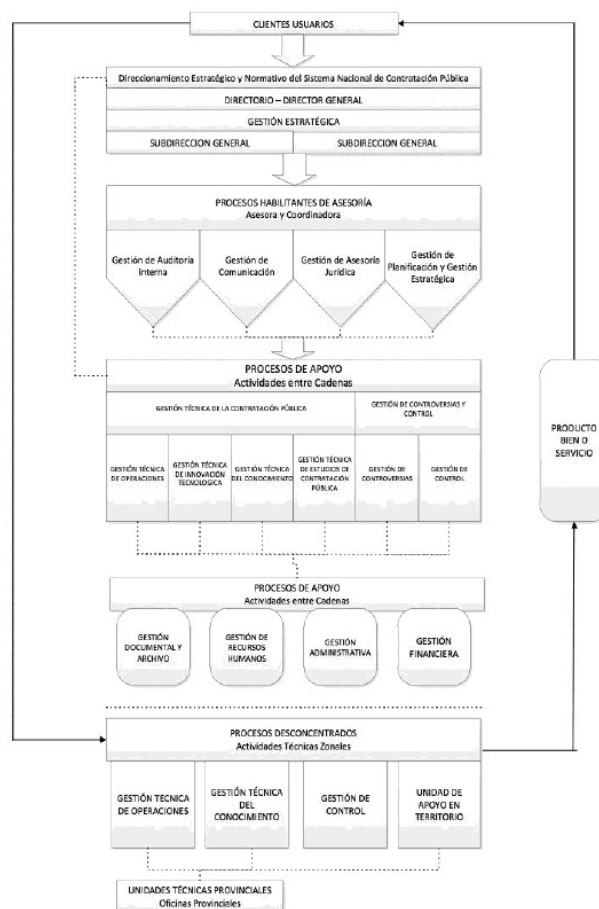 CLIENTES USUARIOS
Direccionamiento Estratégico y Normativo del Sistema Nacional de Contratación Pública
DIRECTORIO – DIRECTOR GENERAL
GESTIÓN ESTRATÉGICA
SUBDIRECCION GENERAL
SUBDIRECCION GENERAL
PROCESOS HABILITANTES DE ASESORÍA
Asesora y Coordinadora
Gestión de Auditoría
interna
Gestión de
Comunicación
Gestión de Asesoría
Jurídica
Gestión de
Planificación y Gestión
Estratégica
PROCESOS DE APOYO
Actividades entre Cadenas
GESTIÓN TÉCNICA DE LA CONTRATACIÓN PÚBLICA
GESTIÓN DE CONTROVERSIAS Y
CONTROL
GESTIÓN TÉCNICA
DE OPERACIONES
GESTIÓN TÉCNICA
DE INNOVACIÓN
TECNOLOGICA
GESTIÓN TÉCNICA
DEL CONOCIMIENTO
GESTIÓN TÉCNICA
DE ESTUDIOS DE
CONTRATACIÓN
PÚBLICA
GESTIÓN DE
CONTROVERSIAS
GESTIÓN DE
CONTROL
PRODUCTO
BIEN O
SERVICIO
PROCESOS DE APOYO
Actividades entre Cadenas
GESTIÓN
DOCUMENTAL Y
ARCHIVO
GESTIÓN DE
RECURSOS
HUMANOS
GESTIÓN
ADMINISTRATIVA
GESTIÓN
FINANCIERA
PROCESOS DESCONCENTRADOS
Actividades Técnicas Zonales
GESTIÓN TECNICA
DE OPERACIONES
GESTIÓN TÉCNICA
DEL
CONOCIMIENTO
GESTIÓN DE
CONTROL
UNIDAD DE
APOYO EN
TERRITORIO
UNIDADES TÉCNICAS PROVINCIALES
Oficinas Provinciales